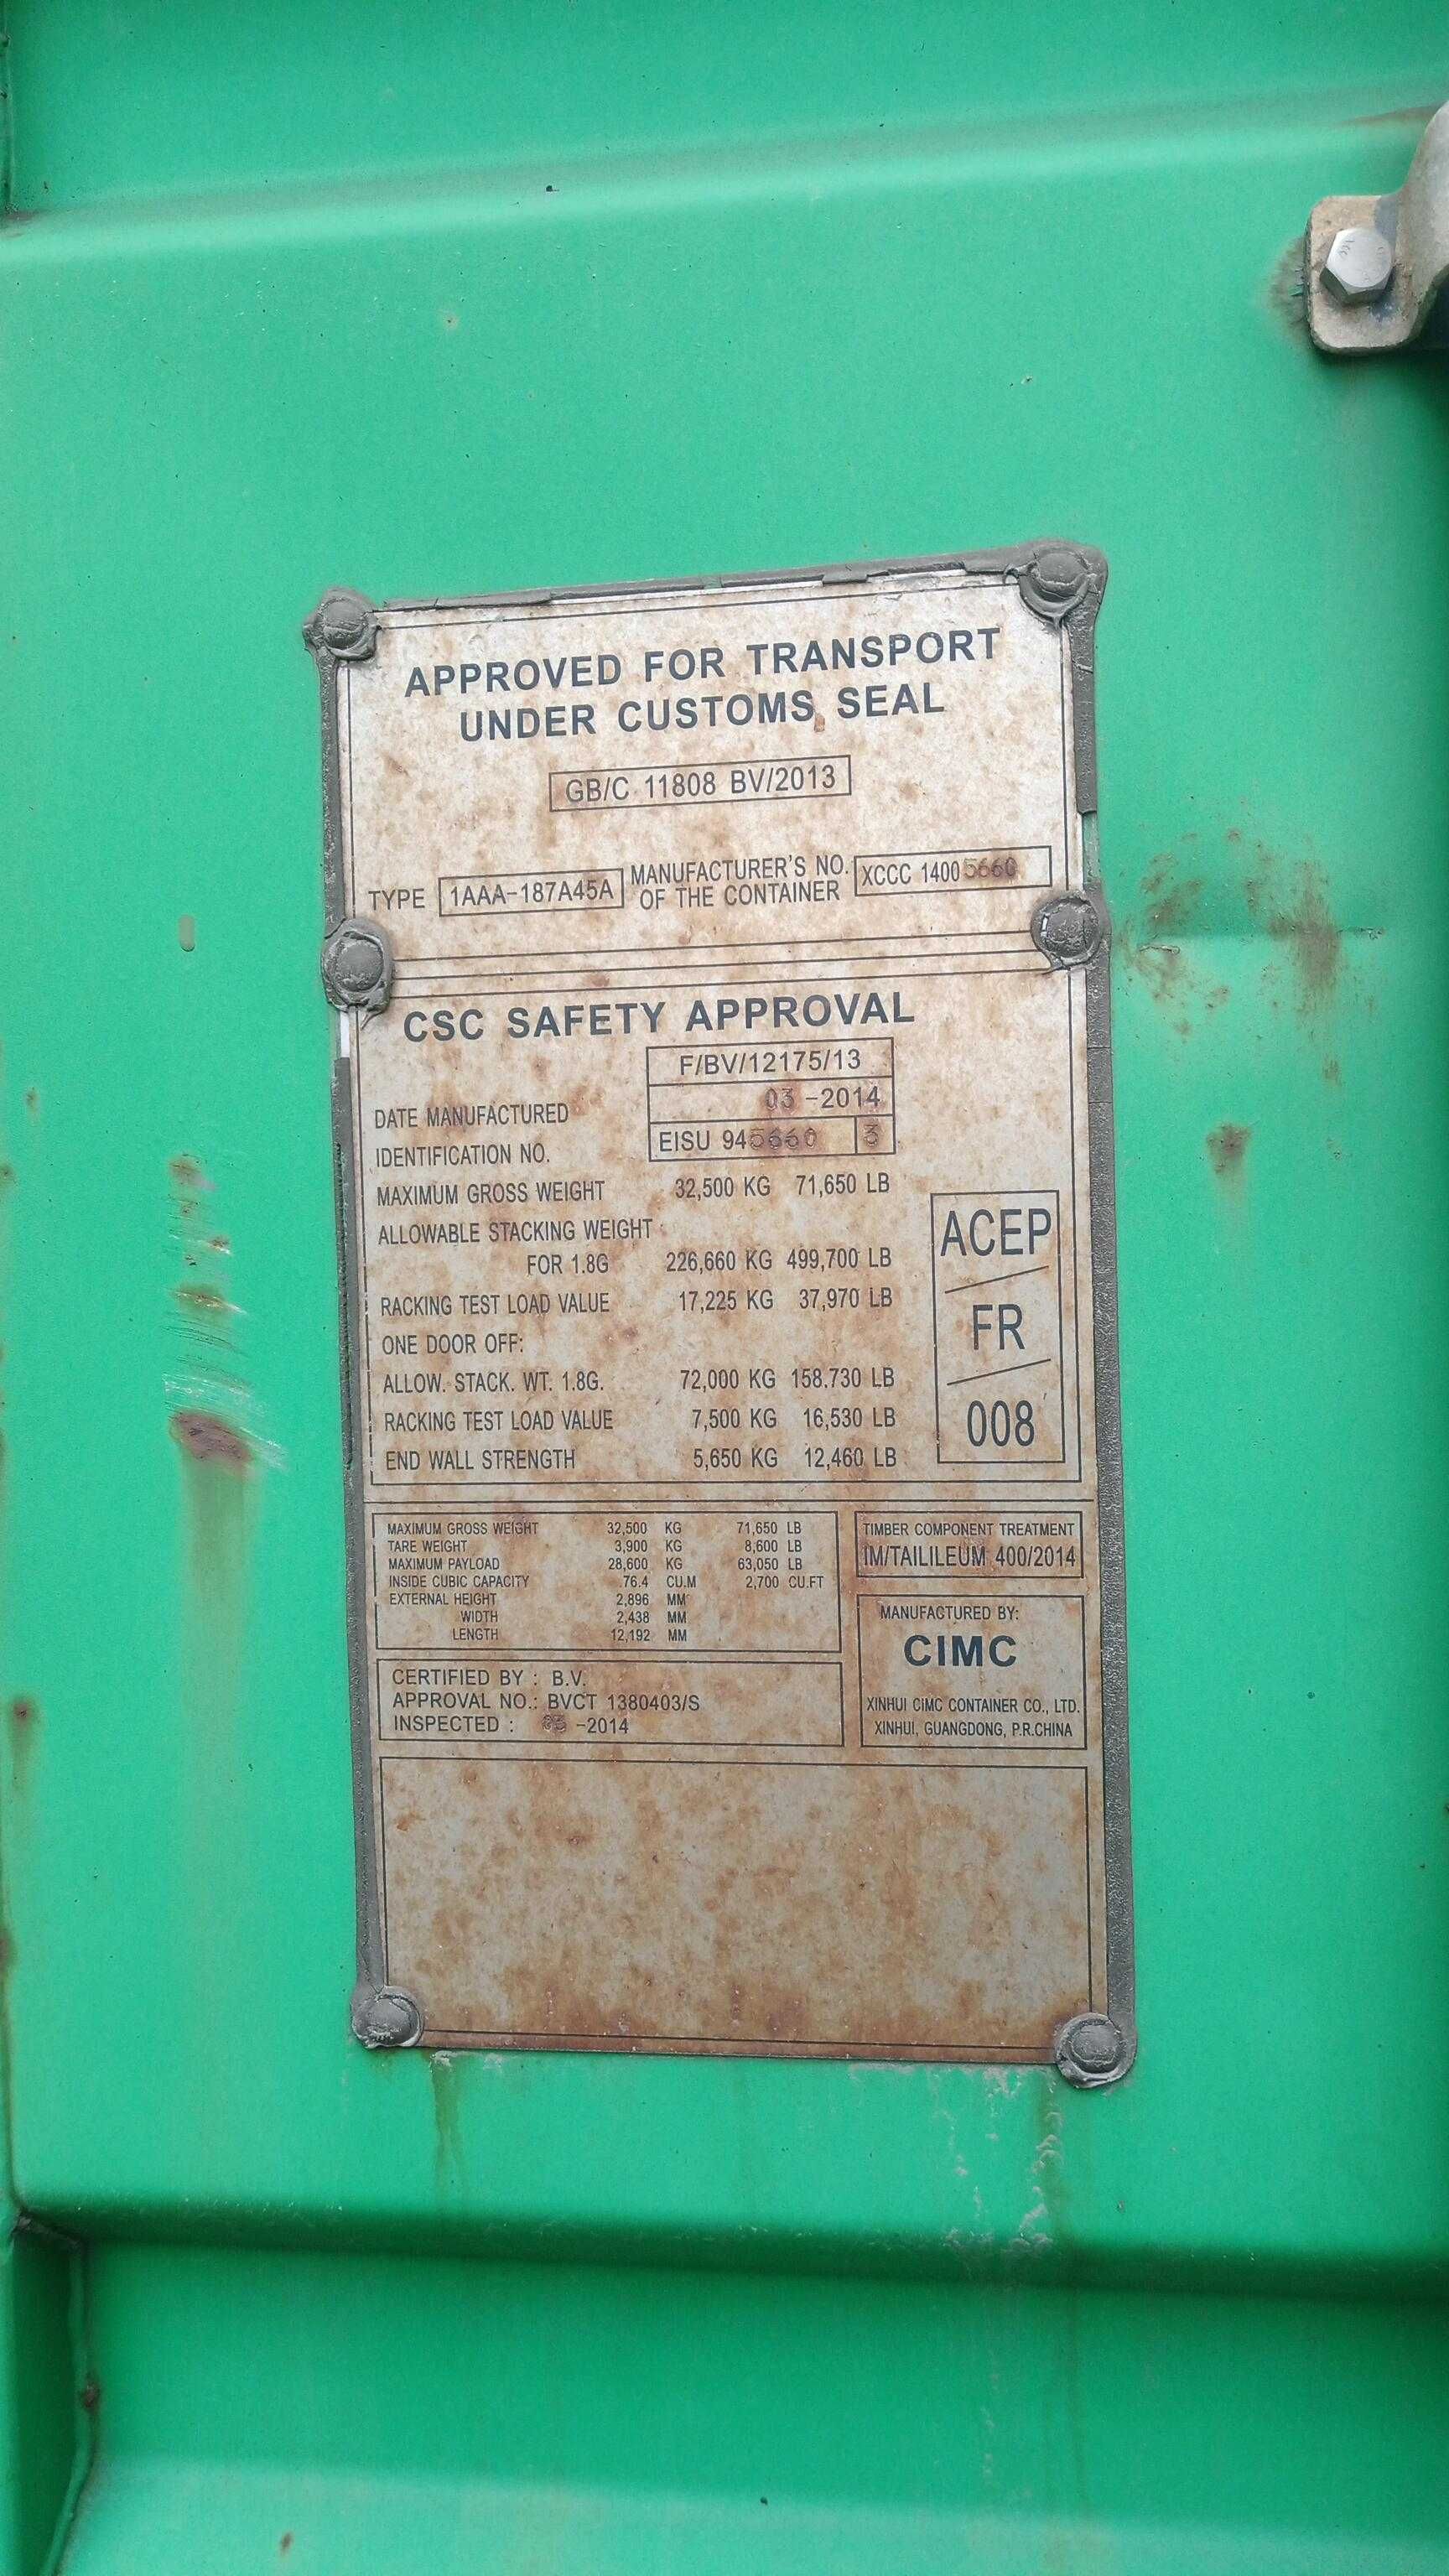 APPROVED FOR TRANSPORT
UNDER CUSTOMS SEAL
GB/C 11808 BV/2013
TYPE 1AAA-187A45A MANUFACTURER'S NO. OF THE CONTAINER XCCC 14005660
CSC SAFETY APPROVAL
F/BV/12175/13
DATE MANUFACTURED 03-2014
IDENTIFICATION NO. EISU 945660 3
MAXIMUM GROSS WEIGHT 32,500 KG 71,650 LB
ALLOWABLE STACKING WEIGHT
FOR 1.8G 226,660 KG 499,700 LB
RACKING TEST LOAD VALUE 17,225 KG 37,970 LB
ONE DOOR OFF:
ALLOW. STACK. WT. 1.8G. 72,000 KG 158.730 LB
RACKING TEST LOAD VALUE 7,500 KG 16,530 LB
END WALL STRENGTH 5,650 KG 12,460 LB
ACEP
FR
008
MAXIMUM GROSS WEIGHT 32,500 KG 71,650 LB
TARE WEIGHT 3,900 KG 8,600 LB
MAXIMUM PAYLOAD 28,600 KG 63,050 LB
INSIDE CUBIC CAPACITY 76.4 CU.M 2,700 CU.FT
EXTERNAL HEIGHT 2,896 MM
WIDTH 2,438 MM
LENGTH 12,192 MM
TIMBER COMPONENT TREATMENT
IM/TAILILEUM 400/2014
CERTIFIED BY : B.V.
APPROVAL NO.: BVCT 1380403/S
INSPECTED : -2014
MANUFACTURED BY:
CIMC
XINHUI CIMC CONTAINER CO., LTD.
XINHUI, GUANGDONG, P.R.CHINA